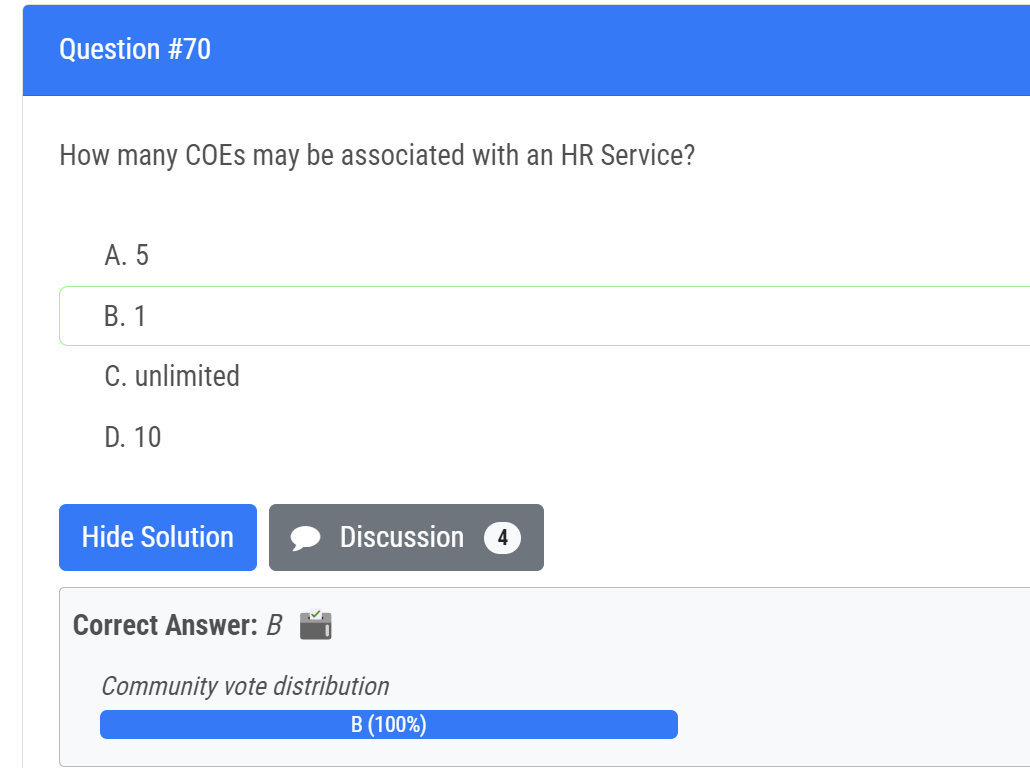 Question #70
How many COEs may be associated with an HR Service?
A. 5
B. 1
C. unlimited
D. 10
Hide Solution
Discussion 4
Correct Answer: B
Community vote distribution
B (100%)